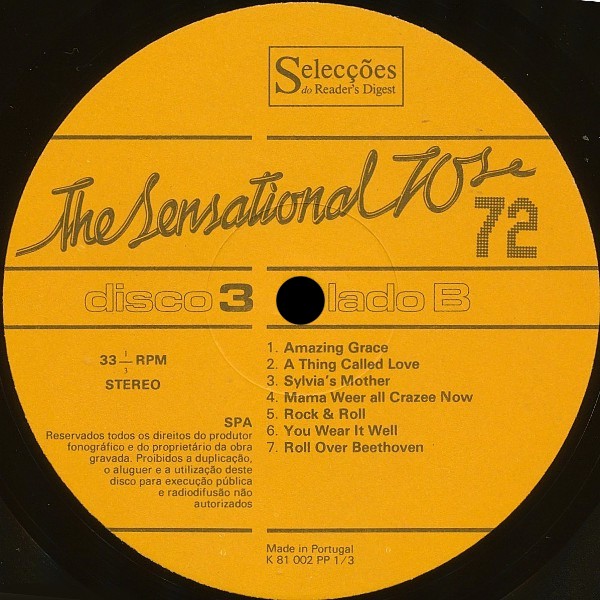 Selecções
do Reader's Digest
The Sensational 70s
72
disco 3 lado B
33 1/3 RPM
STEREO
1. Amazing Grace
2. A Thing Called Love
3. Sylvia's Mother
4. Mama Weer all Crazee Now
5. Rock & Roll
6. You Wear It Well
7. Roll Over Beethoven
SPA
Reservados todos os direitos do produtor
fonográfico e do proprietário da obra
gravada. Proibidos a duplicação,
o aluguer e a utilização deste
disco para execução pública
e radiodifusão não
autorizados
Made in Portugal
K 81 002 PP 1/3